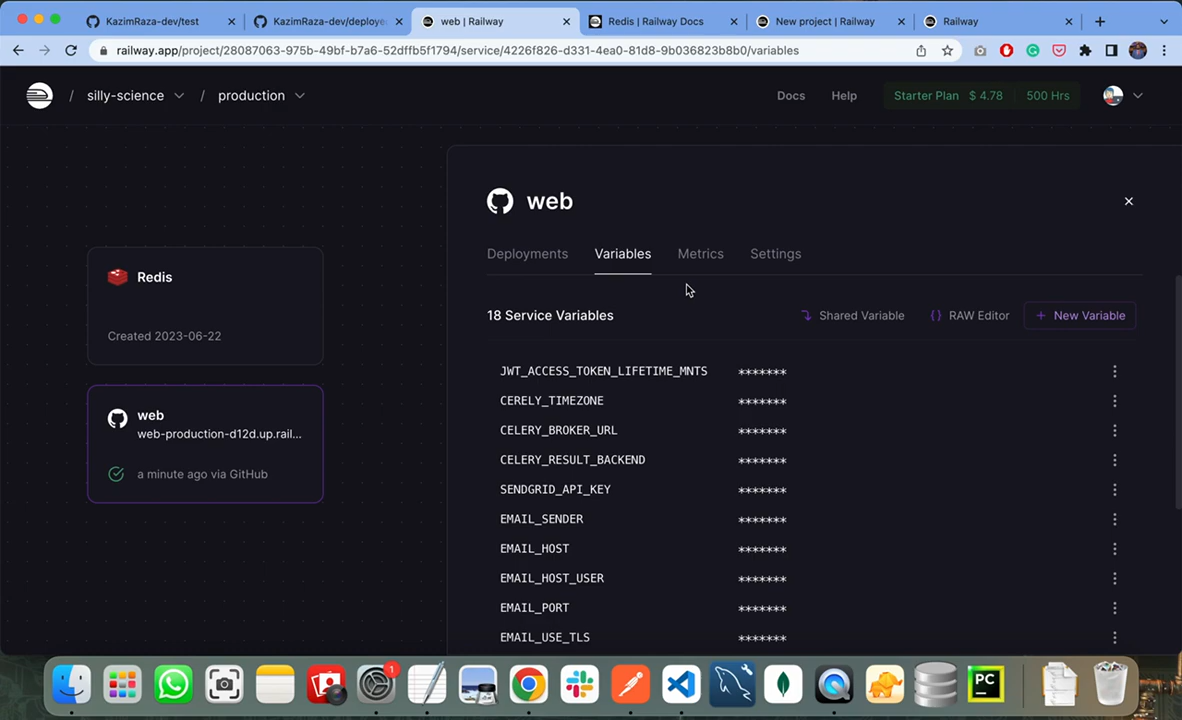 KazimRaza-dev/test
KazimRaza-dev/deploye
web | Railway
Redis | Railway Docs
New project | Railway
Railway
railway.app/project/28087063-975b-49bf-b7a6-52dffb5f1794/service/4226f826-d331-4ea0-81d8-9b036823b8b0/variables
/ silly-science / production
Docs
Help
Starter Plan $ 4.78 500 Hrs
web
Deployments
Variables
Metrics
Settings
Redis
Created 2023-06-22
web
web-production-d12d.up.rail...
a minute ago via GitHub
18 Service Variables
Shared Variable
{} RAW Editor
+ New Variable
JWT_ACCESS_TOKEN_LIFETIME_MNTS *******
CERELY_TIMEZONE *******
CELERY_BROKER_URL *******
CELERY_RESULT_BACKEND *******
SENDGRID_API_KEY *******
EMAIL_SENDER *******
EMAIL_HOST *******
EMAIL_HOST_USER *******
EMAIL_PORT *******
EMAIL_USE_TLS *******
1
PC